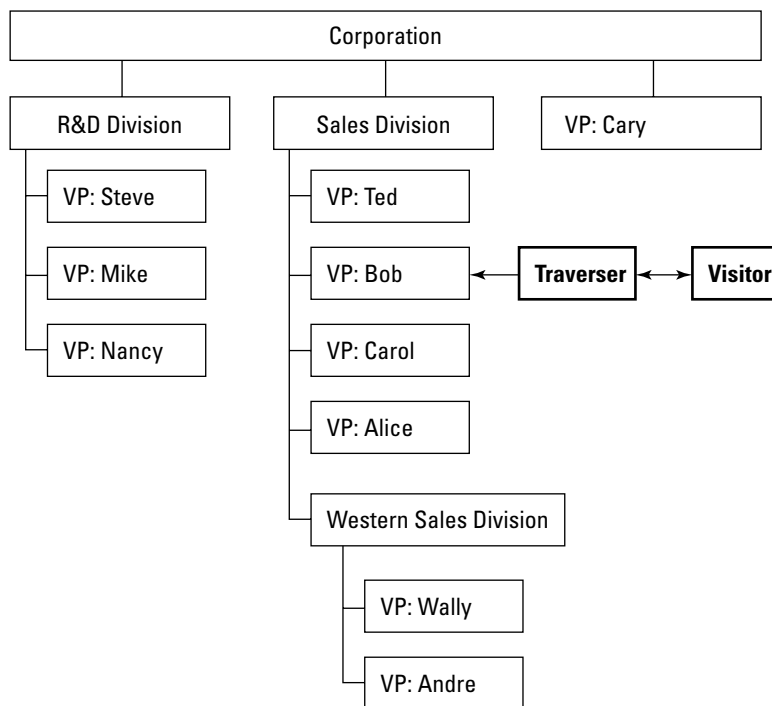 Corporation
R&D Division
Sales Division
VP: Cary
VP: Steve
VP: Ted
VP: Mike
VP: Bob
Traverser
Visitor
VP: Nancy
VP: Carol
VP: Alice
Western Sales Division
VP: Wally
VP: Andre